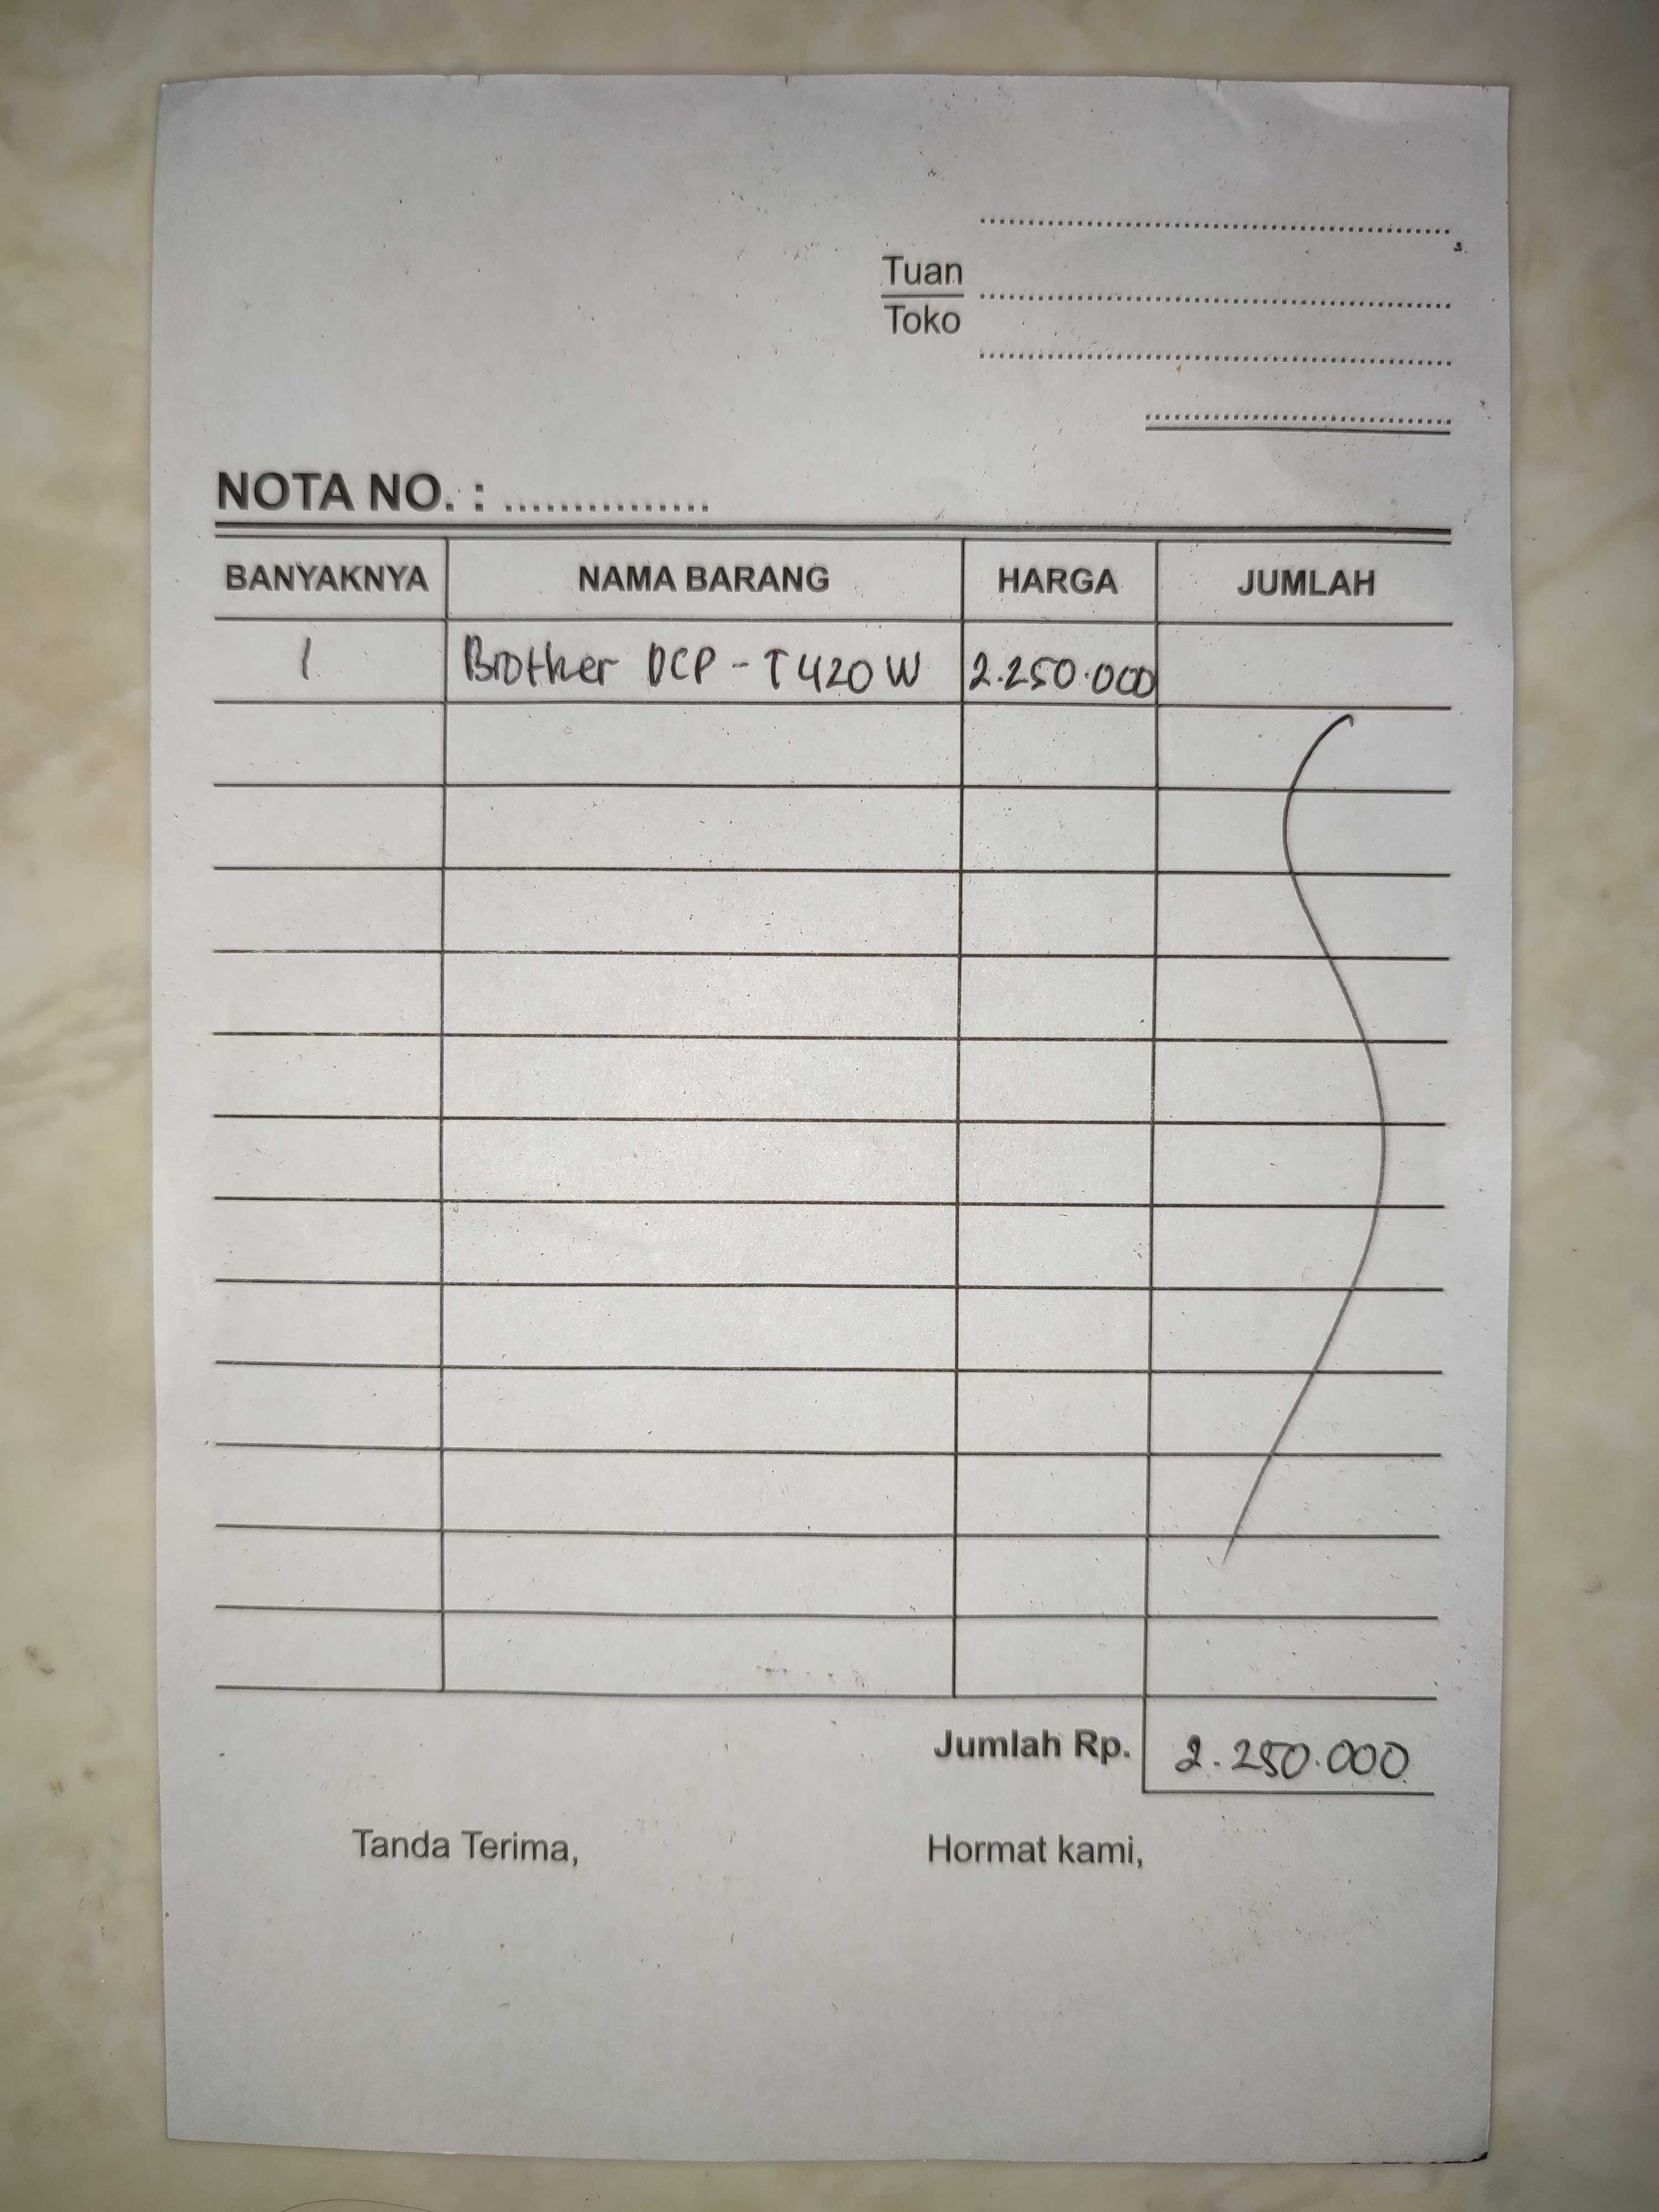 Tuan
Toko
NOTA NO. : ...............
BANYAKNYA NAMA BARANG HARGA JUMLAH
1 Brother DCP - T420W 2.250.000
Jumlah Rp. 2.250.000
Tanda Terima, Hormat kami,